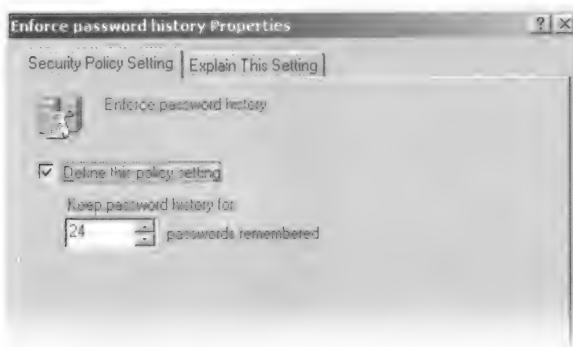 Enforce password history Properties
Security Policy Setting
Explain This Setting
Enforce password history
Define this policy setting
Keep password history for:
24 passwords remembered